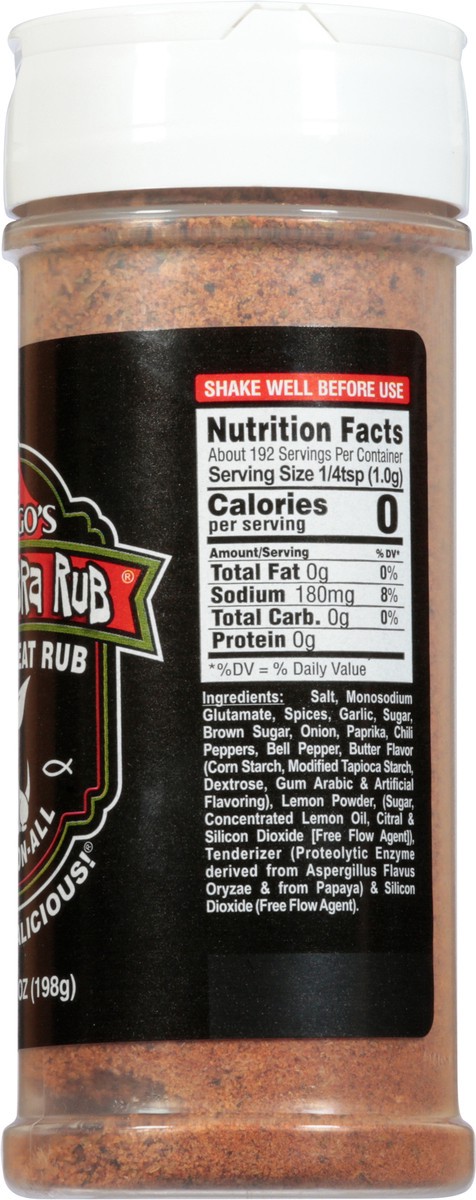 GO'S
RA RUB®
EAT RUB
N-ALL
LICIOUS!®
OZ (198g)
SHAKE WELL BEFORE USE
Nutrition Facts
About 192 Servings Per Container
Serving Size 1/4tsp (1.0g)
Calories 0
per serving
Amount/Serving % DV*
Total Fat 0g 0%
Sodium 180mg 8%
Total Carb. 0g 0%
Protein 0g
*%DV = % Daily Value
Ingredients: Salt, Monosodium
Glutamate, Spices, Garlic, Sugar,
Brown Sugar, Onion, Paprika, Chili
Peppers, Bell Pepper, Butter Flavor
(Corn Starch, Modified Tapioca Starch,
Dextrose, Gum Arabic & Artificial
Flavoring), Lemon Powder, (Sugar,
Concentrated Lemon Oil, Citral &
Silicon Dioxide [Free Flow Agent]),
Tenderizer (Proteolytic Enzyme
derived from Aspergillus Flavus
Oryzae & from Papaya) & Silicon
Dioxide (Free Flow Agent).